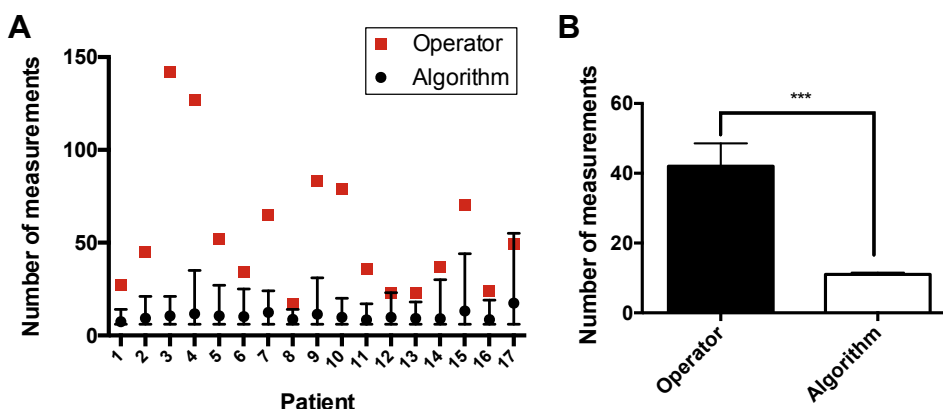 A
Number of measurements
150
100
50
0
Operator
Algorithm
1 2 3 4 5 6 7 8 9 10 11 12 13 14 15 16 17
Patient
B
Number of measurements
60
40
20
0
***
Operator
Algorithm